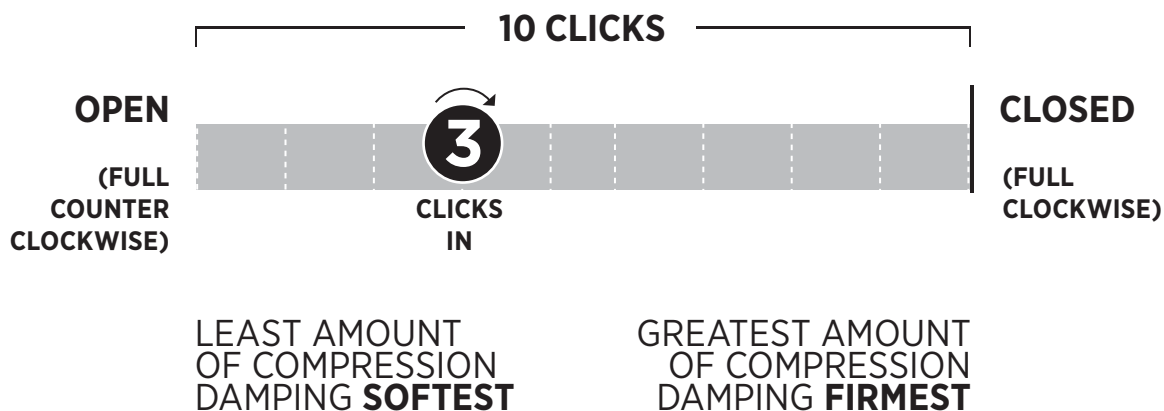 10 CLICKS
OPEN
(FULL
COUNTER
CLOCKWISE)
3
CLICKS
IN
CLOSED
(FULL
CLOCKWISE)
LEAST AMOUNT
OF COMPRESSION
DAMPING SOFTEST
GREATEST AMOUNT
OF COMPRESSION
DAMPING FIRMEST